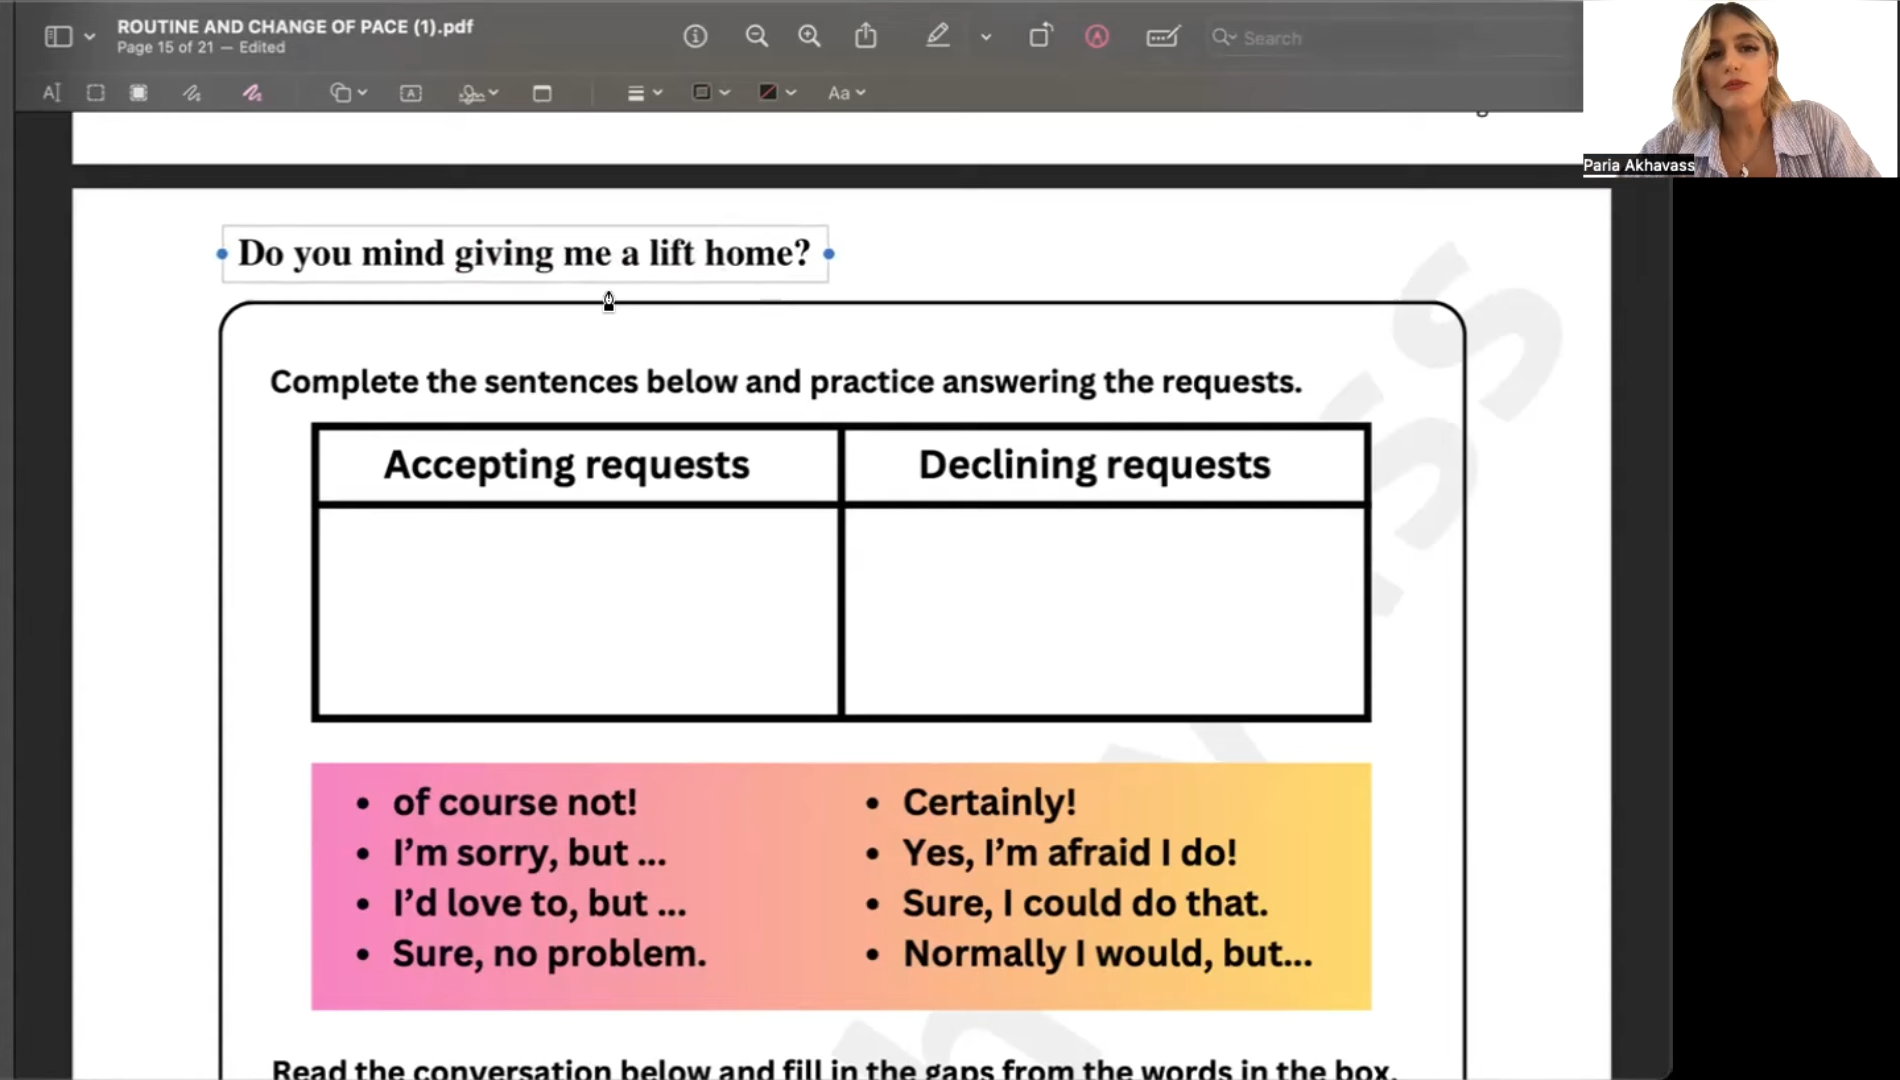 ROUTINE AND CHANGE OF PACE (1).pdf
Page 15 of 21 — Edited
Search
Aa
Paria Akhavass
Do you mind giving me a lift home?
Complete the sentences below and practice answering the requests.
Accepting requests
Declining requests
• of course not!
• I'm sorry, but ...
• I'd love to, but ...
• Sure, no problem.
• Certainly!
• Yes, I'm afraid I do!
• Sure, I could do that.
• Normally I would, but...
Read the conversation below and fill in the gaps from the words in the box.